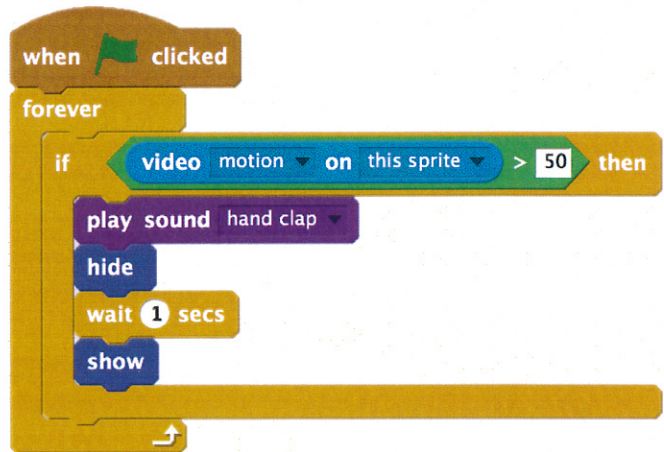 when clicked
forever
if video motion on this sprite > 50 then
play sound hand clap
hide
wait 1 secs
show